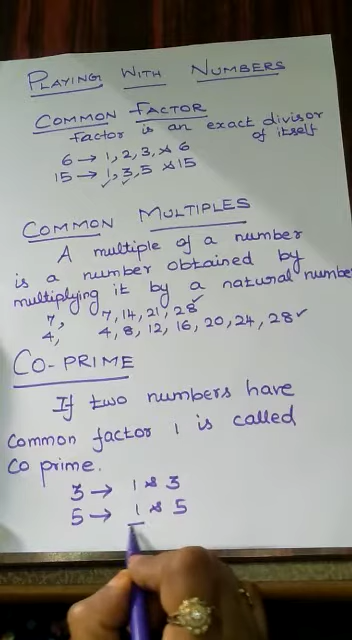 PLAYING WITH NUMBERS
COMMON FACTOR
factor is an exact divisor
of itself
6 → 1, 2, 3, & 6
15 → 1, 3, 5 & 15
COMMON MULTIPLES
A multiple of a number
is a number obtained by
multiplying it by a natural number
7, 7, 14, 21, 28 ✓
4, 4, 8, 12, 16, 20, 24, 28 ✓
CO-PRIME
If two numbers have
Common factor 1 is called
Co prime.
3 → 1 & 3
5 → 1 & 5